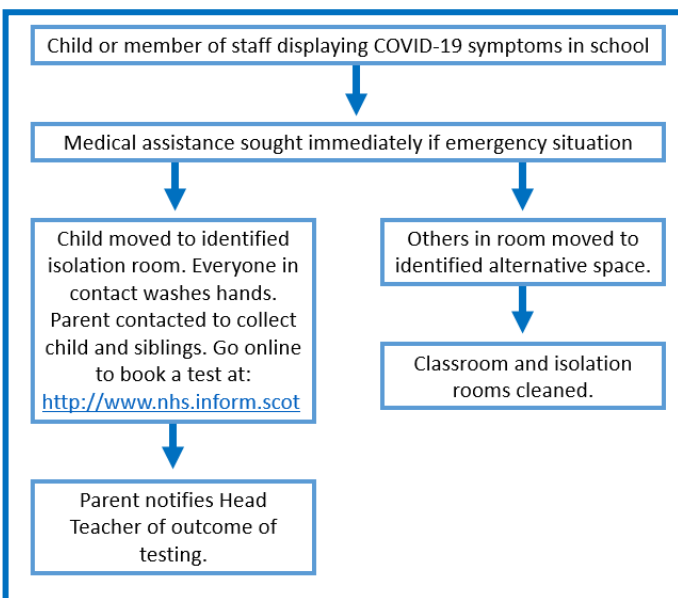 Child or member of staff displaying COVID-19 symptoms in school
Medical assistance sought immediately if emergency situation
Child moved to identified
isolation room. Everyone in
contact washes hands.
Parent contacted to collect
child and siblings. Go online
to book a test at:
http://www.nhs.inform.scot
Parent notifies Head
Teacher of outcome of
testing.
Others in room moved to
identified alternative space.
Classroom and isolation
rooms cleaned.